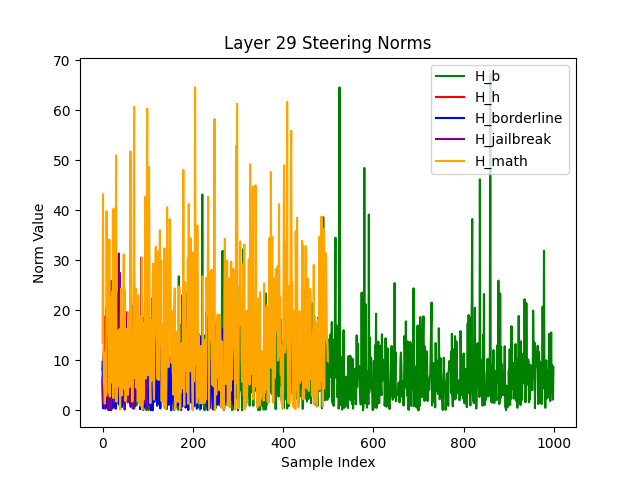 Layer 29 Steering Norms
H_b
H_h
H_borderline
H_jailbreak
H_math
Norm Value
70
60
50
40
30
20
10
0
0 200 400 600 800 1000
Sample Index